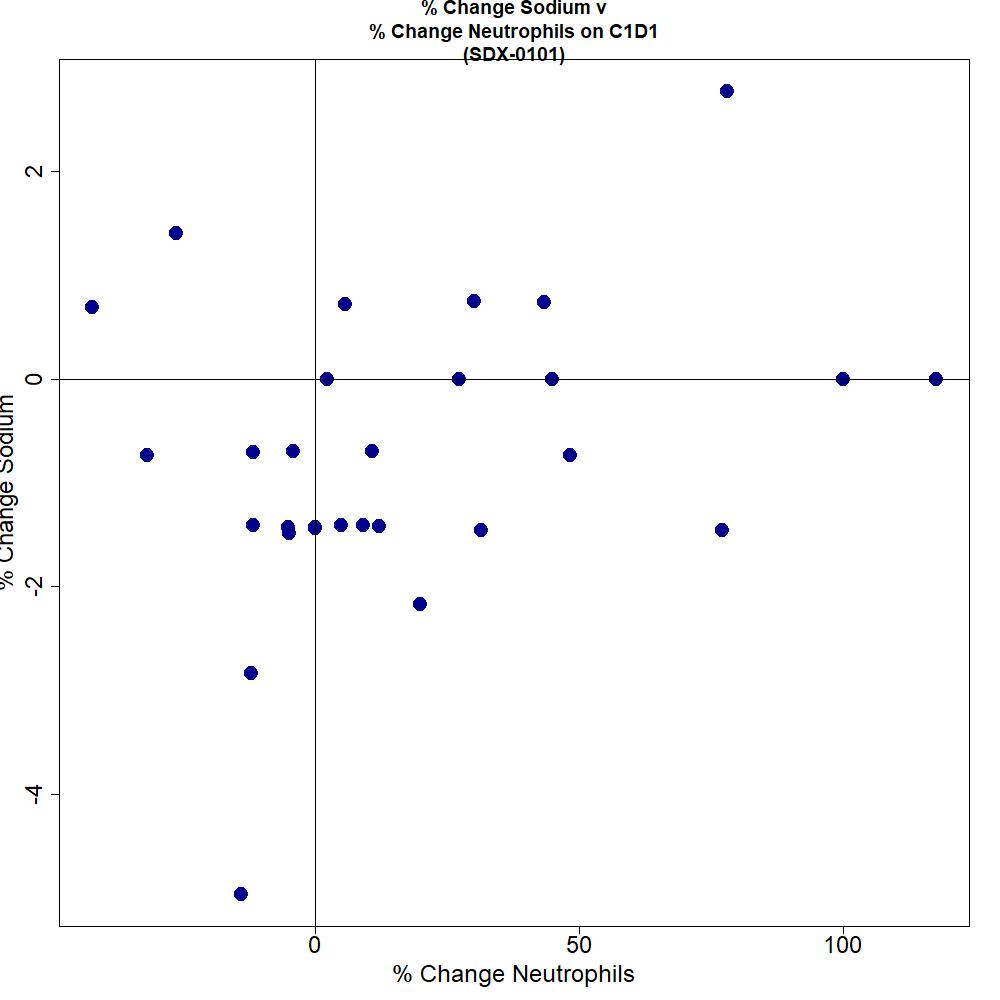 % Change Sodium v
% Change Neutrophils on C1D1
(SDX-0101)
2
0
-2
-4
% Change Sodium
0 50 100
% Change Neutrophils